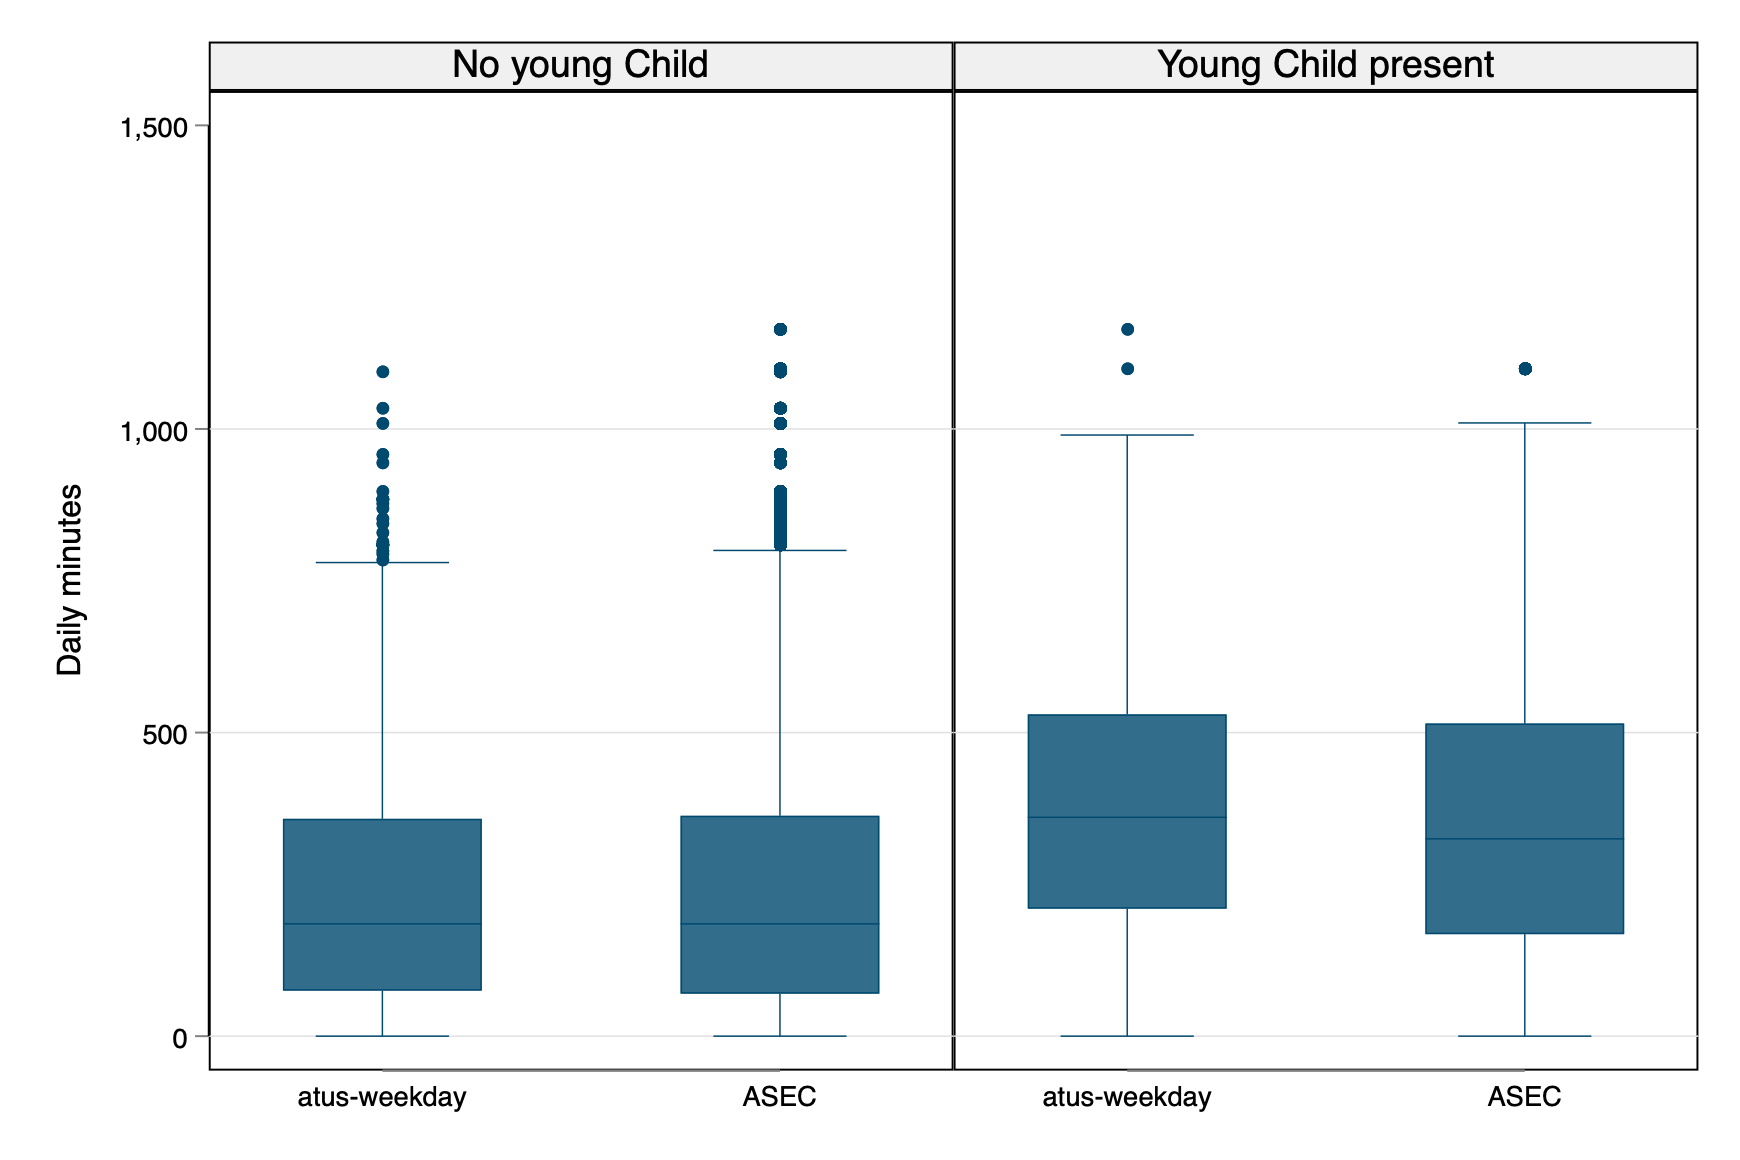 No young Child
Young Child present
1,500
1,000
500
0
Daily minutes
atus-weekday
ASEC
atus-weekday
ASEC